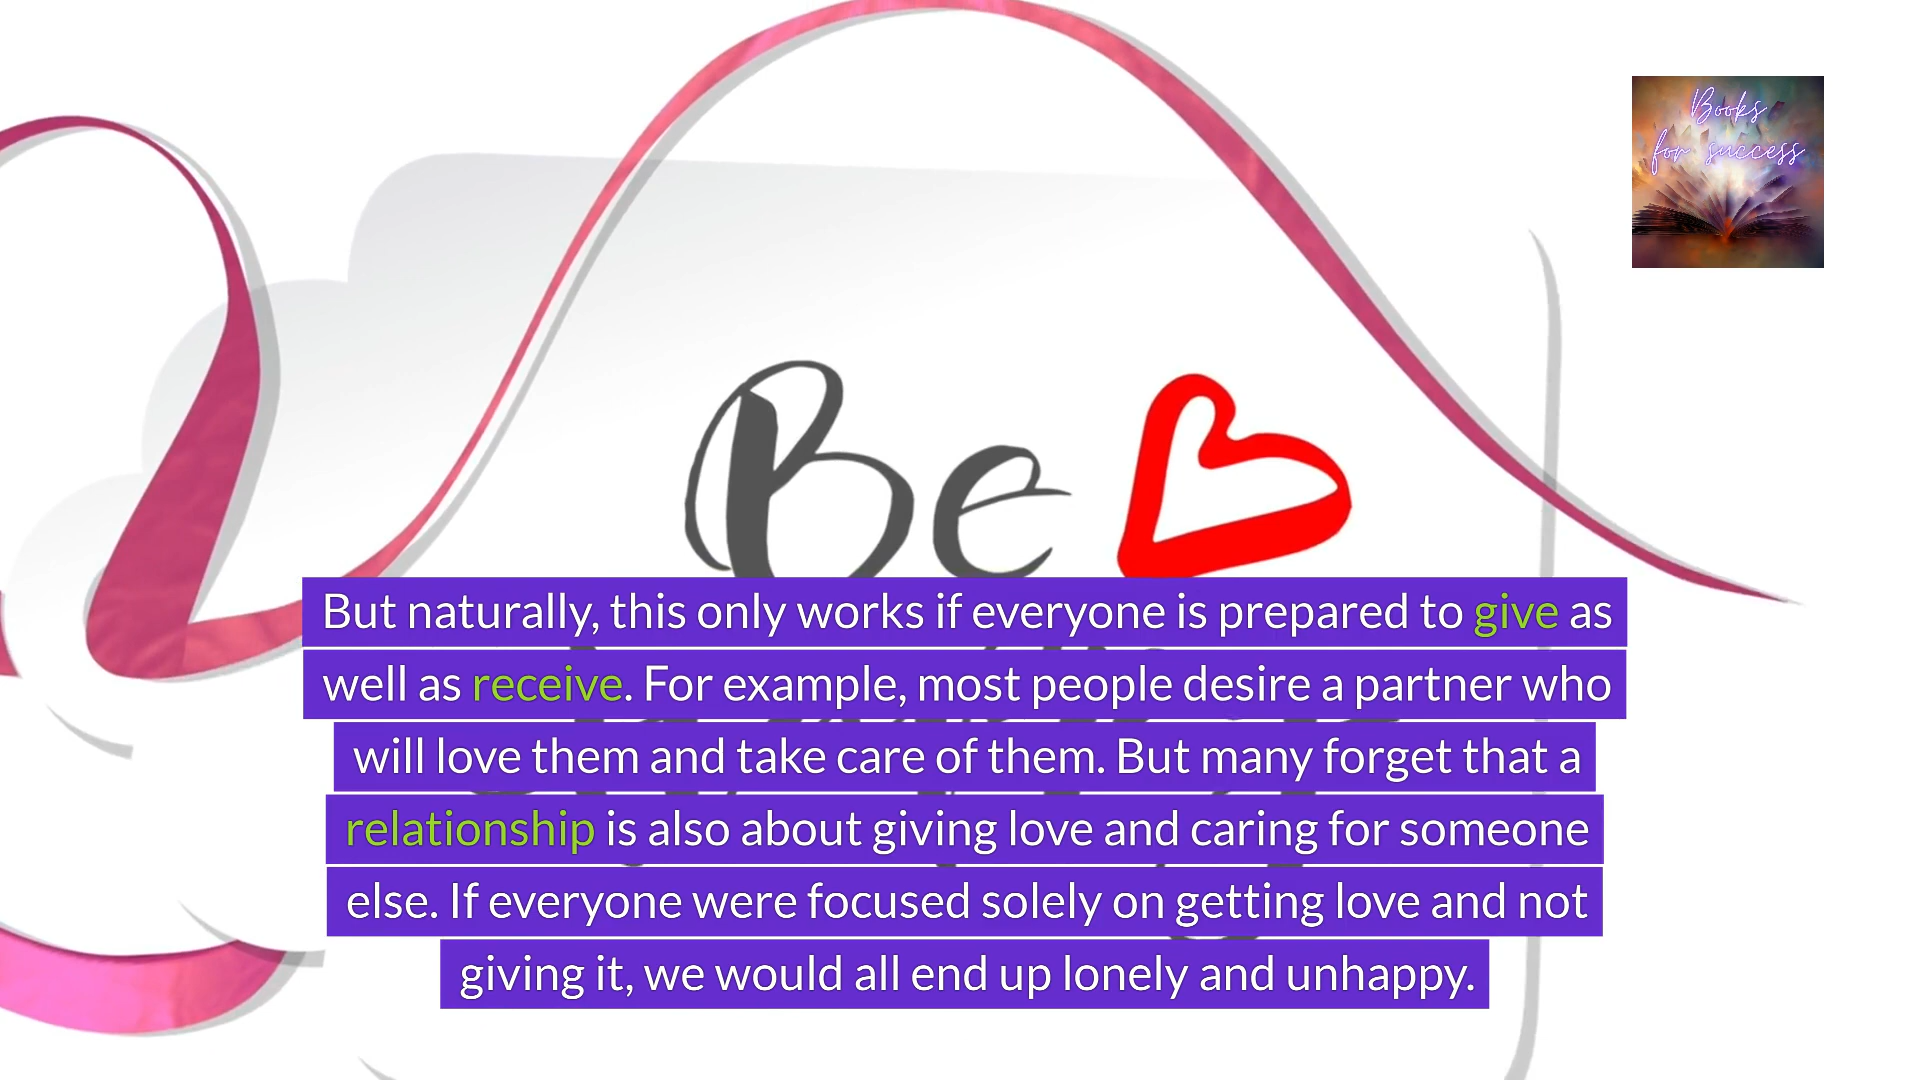 Books
for success
Be
But naturally, this only works if everyone is prepared to give as
well as receive. For example, most people desire a partner who
will love them and take care of them. But many forget that a
relationship is also about giving love and caring for someone
else. If everyone were focused solely on getting love and not
giving it, we would all end up lonely and unhappy.